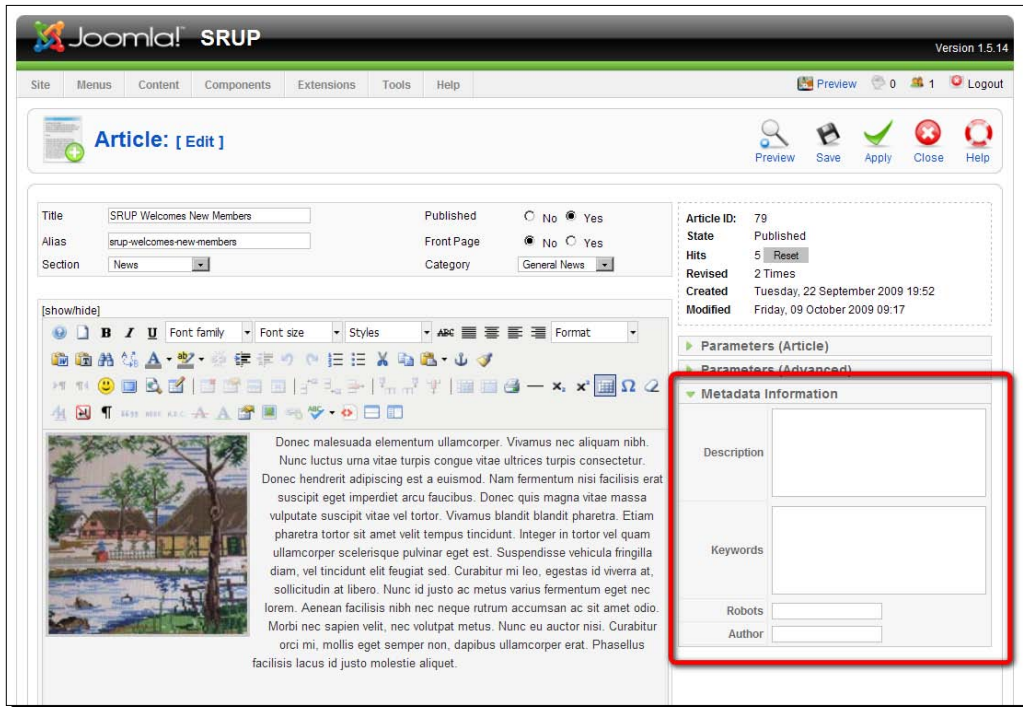 Joomla! SRUP
Version 1.5.14
Site Menus Content Components Extensions Tools Help Preview 0 1 Logout
Article: [ Edit ]
Preview Save Apply Close Help
Title SRUP Welcomes New Members Published No Yes
Alias srup-welcomes-new-members Front Page No Yes
Section News Category General News
Article ID: 79
State Published
Hits 5 Reset
Revised 2 Times
Created Tuesday, 22 September 2009 19:52
Modified Friday, 09 October 2009 09:17
[show/hide]
B I U Font family Font size Styles ABC Format
Donec malesuada elementum ullamcorper. Vivamus nec aliquam nibh.
Nunc luctus urna vitae turpis congue vitae ultrices turpis consectetur.
Donec hendrerit adipiscing est a euismod. Nam fermentum nisi facilisis erat
suscipit eget imperdiet arcu faucibus. Donec quis magna vitae massa
vulputate suscipit vitae vel tortor. Vivamus blandit blandit pharetra. Etiam
pharetra tortor sit amet velit tempus tincidunt. Integer in tortor vel quam
ullamcorper scelerisque pulvinar eget est. Suspendisse vehicula fringilla
diam, vel tincidunt elit feugiat sed. Curabitur mi leo, egestas id viverra at,
sollicitudin at libero. Nunc id justo ac metus varius fermentum eget nec
lorem. Aenean facilisis nibh nec neque rutrum accumsan ac sit amet odio.
Morbi nec sapien velit, nec volutpat metus. Nunc eu auctor nisi. Curabitur
orci mi, mollis eget semper non, dapibus ullamcorper erat. Phasellus
facilisis lacus id justo molestie aliquet.
Parameters (Article)
Parameters (Advanced)
Metadata Information
Description
Keywords
Robots
Author